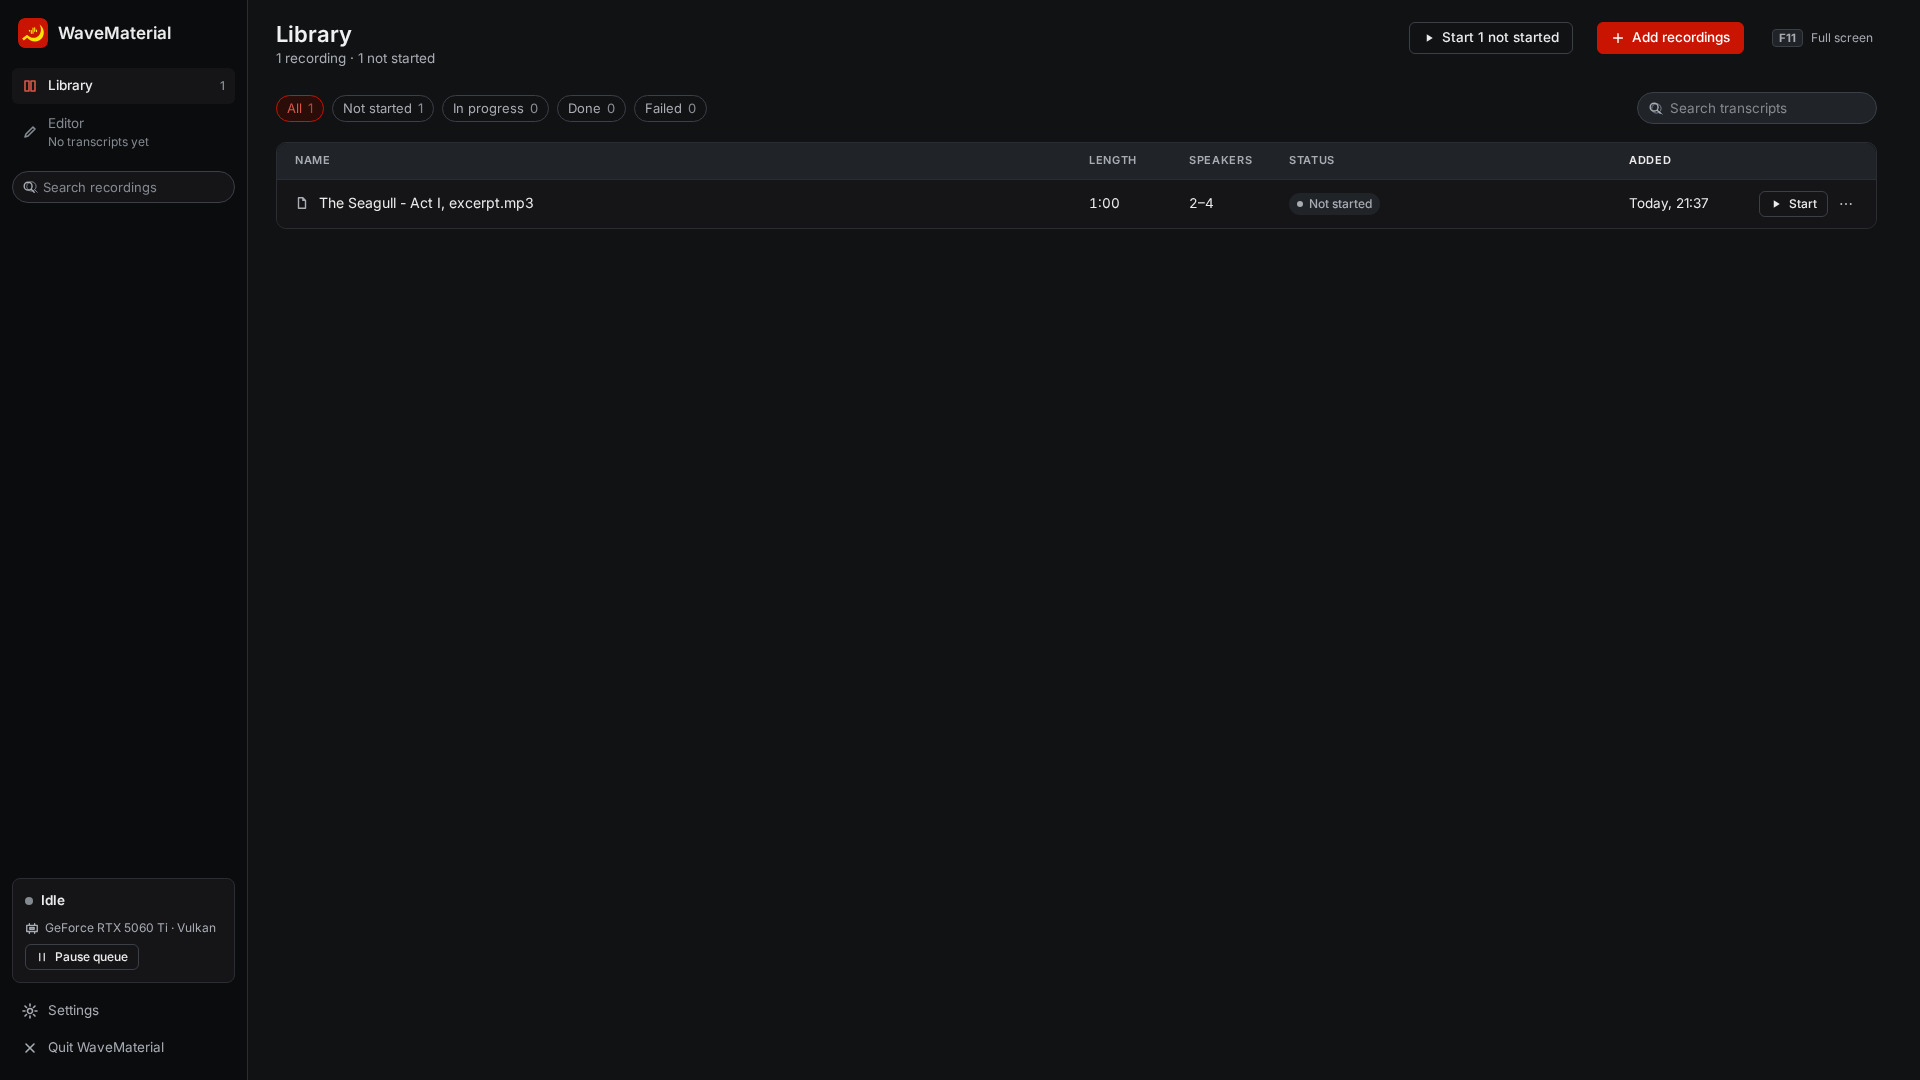 WaveMaterial
Library 1
Editor
No transcripts yet
Search recordings
Idle
GeForce RTX 5060 Ti · Vulkan
Pause queue
Settings
Quit WaveMaterial
Library
1 recording · 1 not started
Start 1 not started
Add recordings
F11 Full screen
All 1 Not started 1 In progress 0 Done 0 Failed 0
Search transcripts
NAME LENGTH SPEAKERS STATUS ADDED
The Seagull - Act I, excerpt.mp3 1:00 2–4 Not started Today, 21:37 Start ···